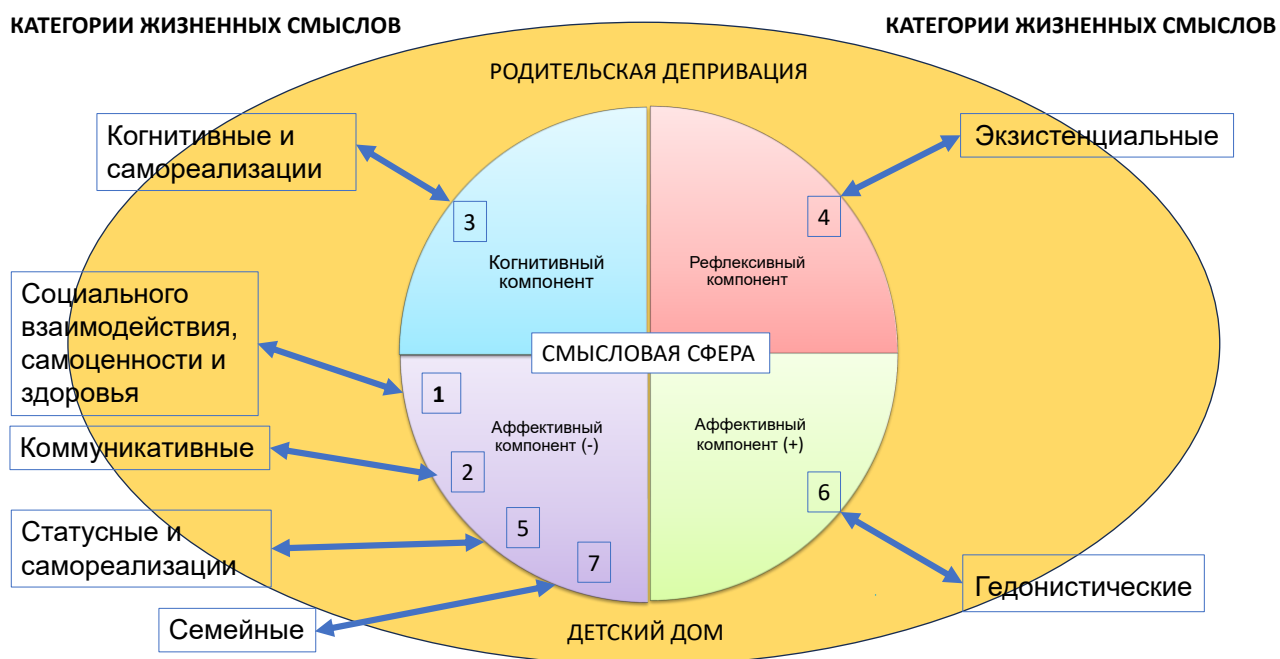 КАТЕГОРИИ ЖИЗНЕННЫХ СМЫСЛОВ
КАТЕГОРИИ ЖИЗНЕННЫХ СМЫСЛОВ
РОДИТЕЛЬСКАЯ ДЕПРИВАЦИЯ
Когнитивные и
самореализации
Экзистенциальные
3
4
Когнитивный
компонент
Рефлексивный
компонент
Социального
взаимодействия,
самоценности и
здоровья
СМЫСЛОВАЯ СФЕРА
1
Аффективный
компонент (-)
Аффективный
компонент (+)
Коммуникативные
2
6
Статусные и
самореализации
5
7
Гедонистические
Семейные
ДЕТСКИЙ ДОМ